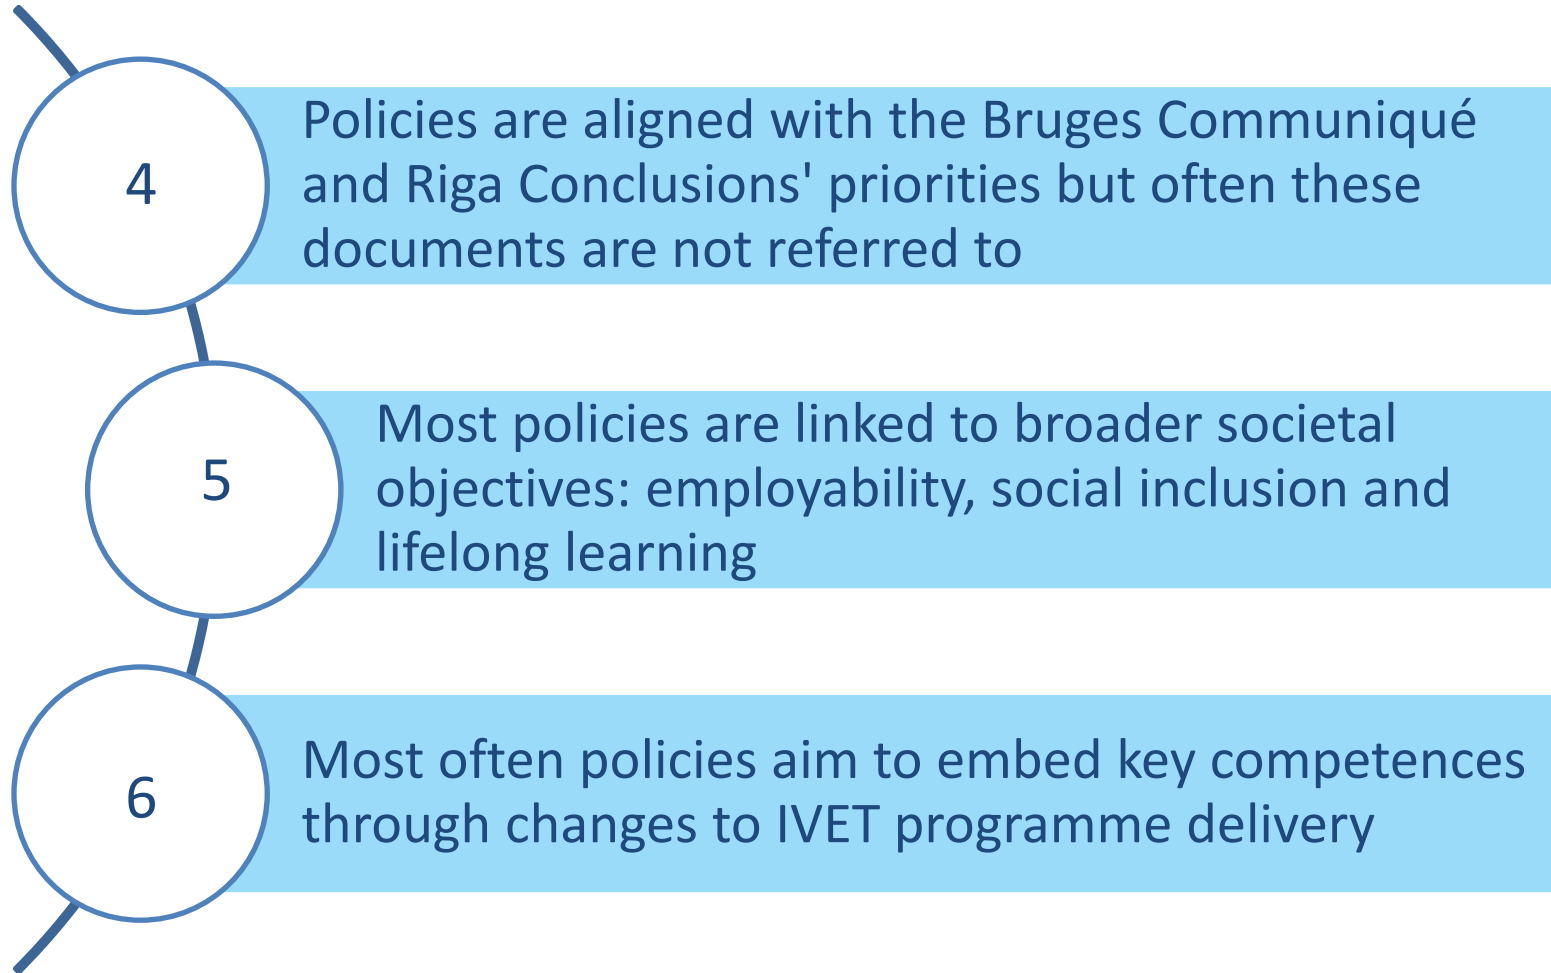 4
Policies are aligned with the Bruges Communiqué
and Riga Conclusions' priorities but often these
documents are not referred to
5
Most policies are linked to broader societal
objectives: employability, social inclusion and
lifelong learning
6
Most often policies aim to embed key competences
through changes to IVET programme delivery